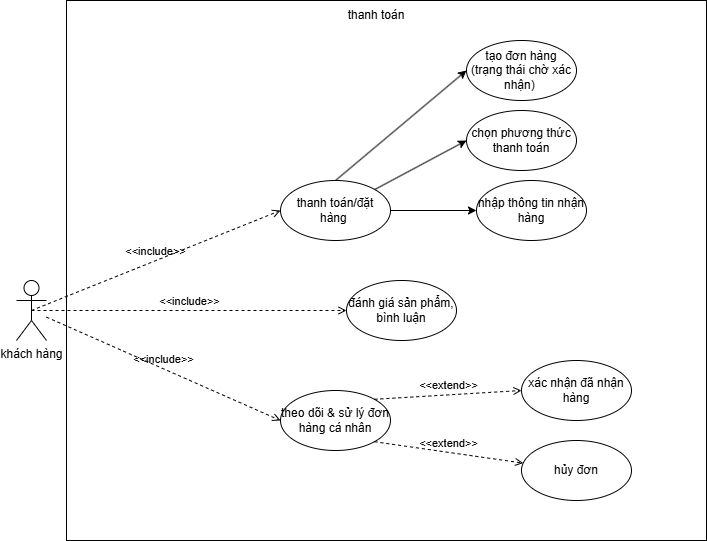 thanh toán
tạo đơn hàng
(trạng thái chờ xác
nhận)
chọn phương thức
thanh toán
thanh toán/đặt
hàng
nhập thông tin nhận
hàng
<<include>>
<<include>>
đánh giá sản phẩm,
bình luận
khách hàng
<<include>>
theo dõi & sử lý đơn
hàng cá nhân
<<extend>>
xác nhận đã nhận
hàng
<<extend>>
hủy đơn